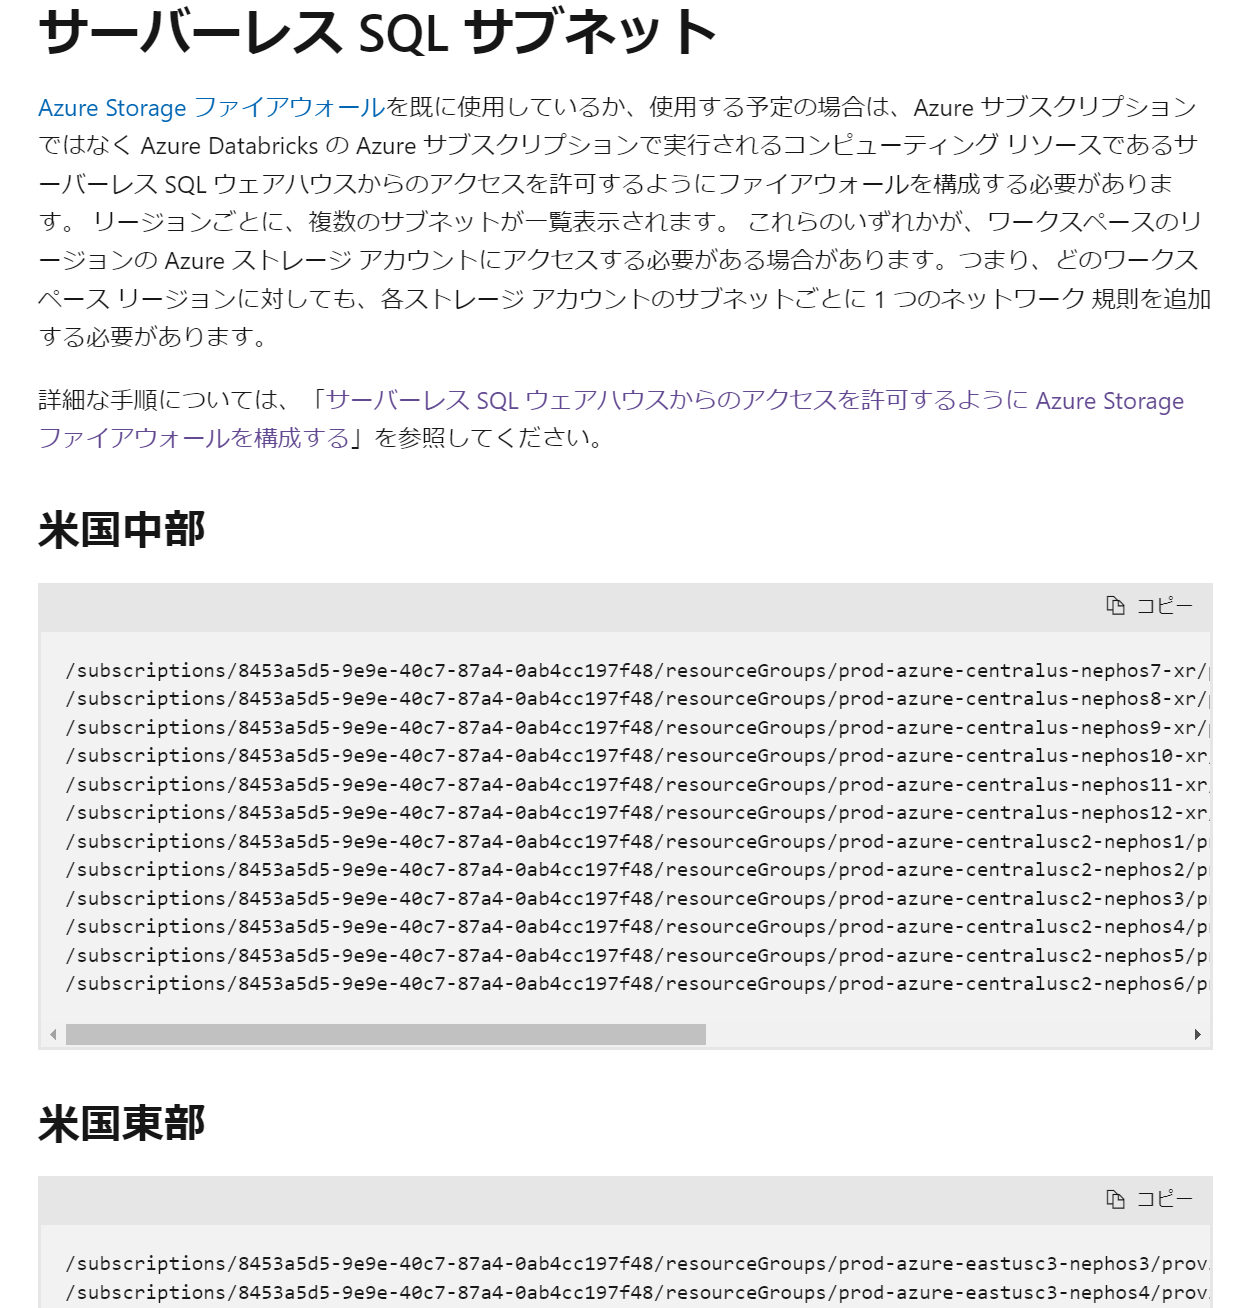 サーバーレス SQL サブネット
Azure Storage ファイアウォールを既に使用しているか、使用する予定の場合は、Azure サブスクリプション
ではなく Azure Databricks の Azure サブスクリプションで実行されるコンピューティング リソースであるサ
ーバーレス SQL ウェアハウスからのアクセスを許可するようにファイアウォールを構成する必要がありま
す。 リージョンごとに、複数のサブネットが一覧表示されます。 これらのいずれかが、ワークスペースのリ
ージョンの Azure ストレージ アカウントにアクセスする必要がある場合があります。つまり、どのワークス
ペース リージョンに対しても、各ストレージ アカウントのサブネットごとに 1 つのネットワーク 規則を追加
する必要があります。
詳細な手順については、「サーバーレス SQL ウェアハウスからのアクセスを許可するように Azure Storage
ファイアウォールを構成する」を参照してください。
米国中部
コピー
/subscriptions/8453a5d5-9e9e-40c7-87a4-0ab4cc197f48/resourceGroups/prod-azure-centralus-nephos7-xr/
/subscriptions/8453a5d5-9e9e-40c7-87a4-0ab4cc197f48/resourceGroups/prod-azure-centralus-nephos8-xr/
/subscriptions/8453a5d5-9e9e-40c7-87a4-0ab4cc197f48/resourceGroups/prod-azure-centralus-nephos9-xr/
/subscriptions/8453a5d5-9e9e-40c7-87a4-0ab4cc197f48/resourceGroups/prod-azure-centralus-nephos10-xr
/subscriptions/8453a5d5-9e9e-40c7-87a4-0ab4cc197f48/resourceGroups/prod-azure-centralus-nephos11-xr
/subscriptions/8453a5d5-9e9e-40c7-87a4-0ab4cc197f48/resourceGroups/prod-azure-centralus-nephos12-xr
/subscriptions/8453a5d5-9e9e-40c7-87a4-0ab4cc197f48/resourceGroups/prod-azure-centralusc2-nephos1/p
/subscriptions/8453a5d5-9e9e-40c7-87a4-0ab4cc197f48/resourceGroups/prod-azure-centralusc2-nephos2/p
/subscriptions/8453a5d5-9e9e-40c7-87a4-0ab4cc197f48/resourceGroups/prod-azure-centralusc2-nephos3/p
/subscriptions/8453a5d5-9e9e-40c7-87a4-0ab4cc197f48/resourceGroups/prod-azure-centralusc2-nephos4/p
/subscriptions/8453a5d5-9e9e-40c7-87a4-0ab4cc197f48/resourceGroups/prod-azure-centralusc2-nephos5/p
/subscriptions/8453a5d5-9e9e-40c7-87a4-0ab4cc197f48/resourceGroups/prod-azure-centralusc2-nephos6/p
米国東部
コピー
/subscriptions/8453a5d5-9e9e-40c7-87a4-0ab4cc197f48/resourceGroups/prod-azure-eastusc3-nephos3/prov
/subscriptions/8453a5d5-9e9e-40c7-87a4-0ab4cc197f48/resourceGroups/prod-azure-eastusc3-nephos4/prov